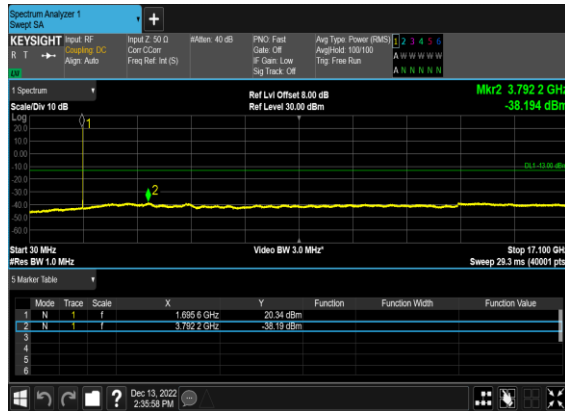 Spectrum Analyzer 1
Swept SA
+
KEYSIGHT Input: RF Input Z: 50 Ω #Atten: 40 dB PNO: Fast Avg Type: Power (RMS) 1 2 3 4 5 6
R T Coupling: DC Corr CCorr Gate: Off Avg|Hold: 100/100 A W W W W W
Align: Auto Freq Ref: Int (S) IF Gain: Low Trig: Free Run
LU Sig Track: Off A N N N N N
1 Spectrum Ref Lvl Offset 8.00 dB Mkr2 3.792 2 GHz
Scale/Div 10 dB Ref Level 30.00 dBm -38.194 dBm
Log
1
20.0
10.0
0.00
-10.0 DL1 -13.00 dBm
-20.0
-30.0
2
-40.0
-50.0
-60.0
Start 30 MHz Video BW 3.0 MHz* Stop 17.100 GHz
#Res BW 1.0 MHz Sweep 29.3 ms (40001 pts)
5 Marker Table
Mode Trace Scale X Y Function Function Width Function Value
1 N 1 f 1.695 6 GHz 20.34 dBm
2 N 1 f 3.792 2 GHz -38.19 dBm
3
4
5
6
? Dec 13, 2022
2:35:58 PM